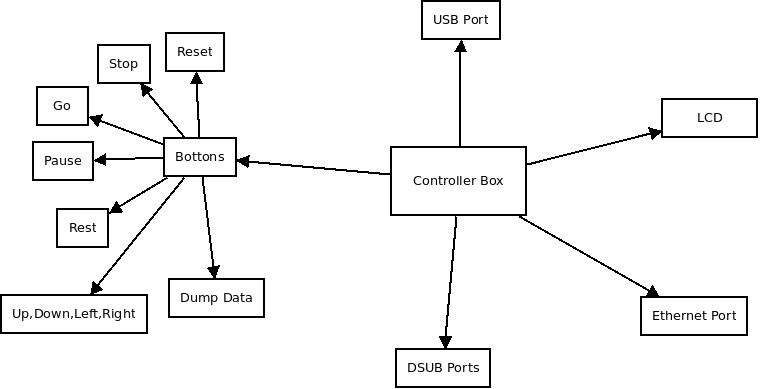 USB Port
Reset
Stop
Go
LCD
Pause
Bottons
Controller Box
Rest
Dump Data
Up,Down,Left,Right
Ethernet Port
DSUB Ports